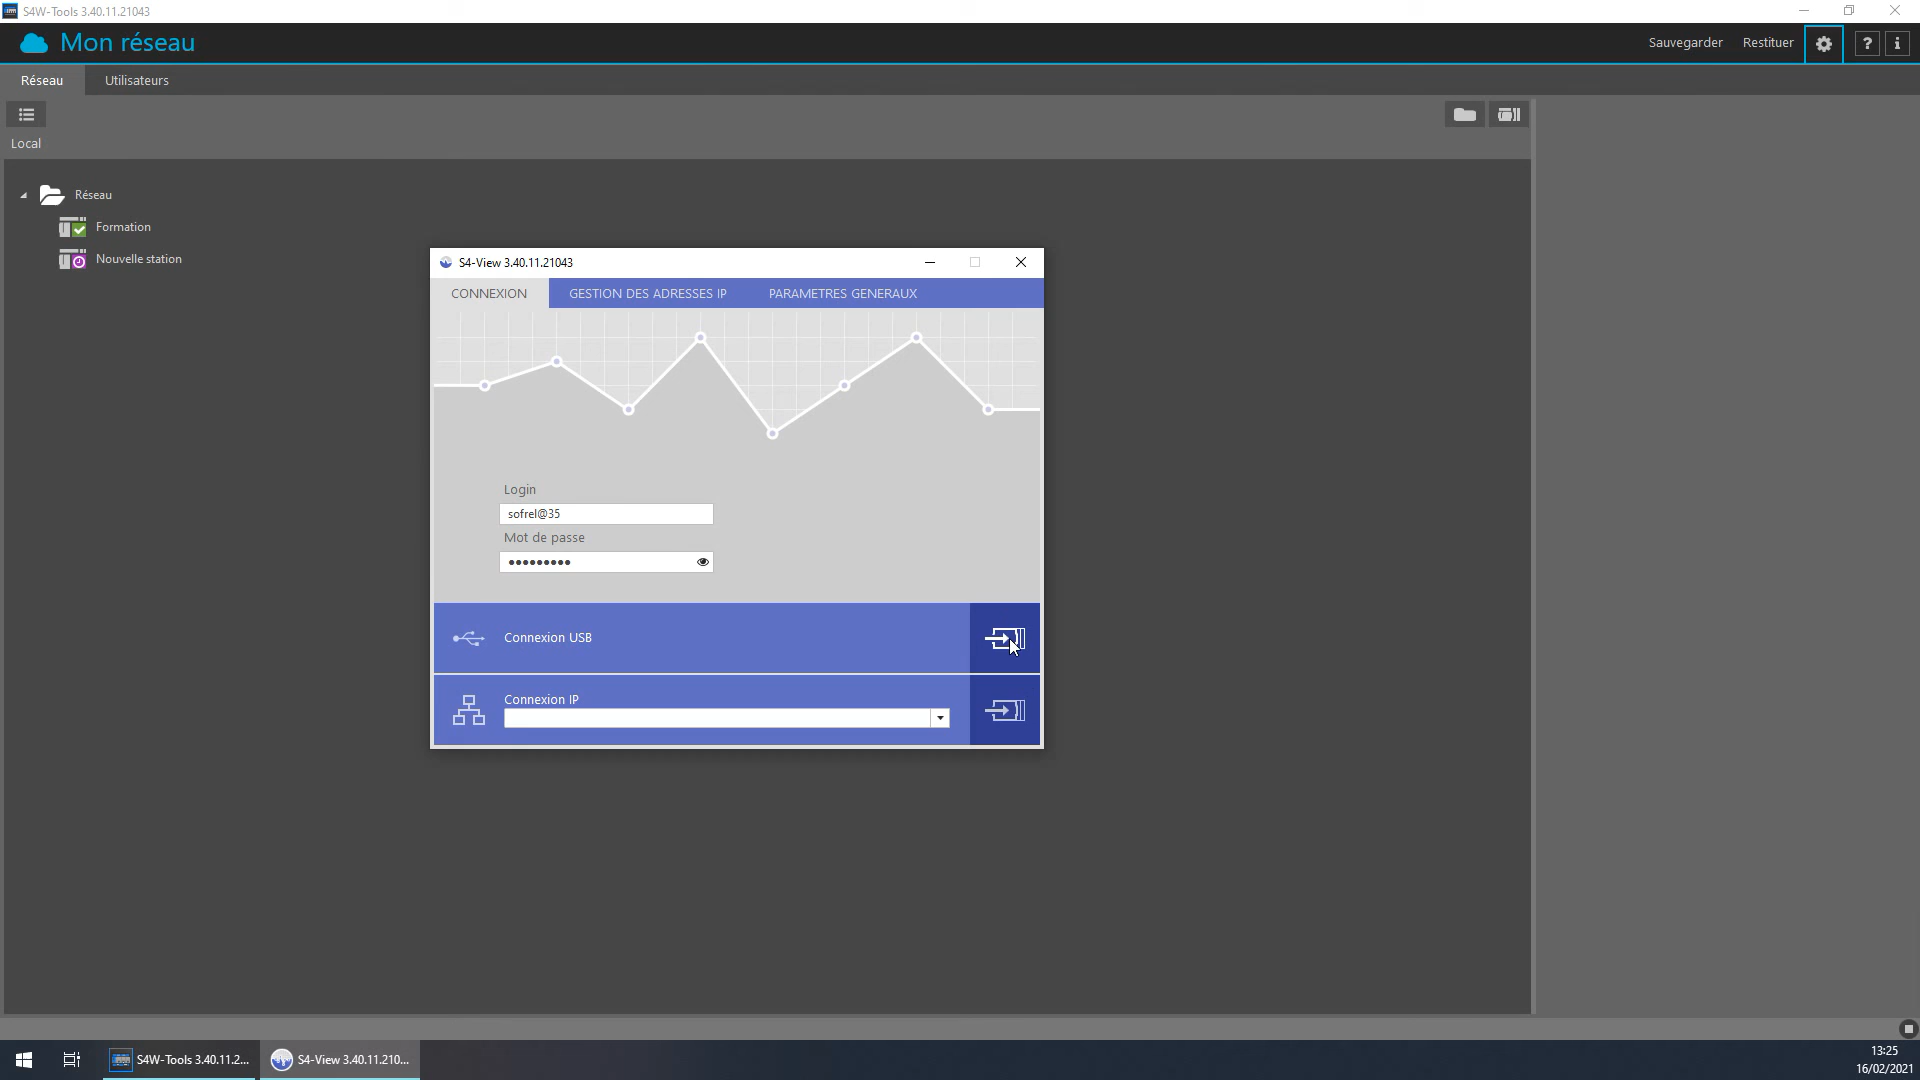 S4W-Tools 3.40.11.21043
Mon réseau
Sauvegarder
Restituer
?
i
Réseau
Utilisateurs
Local
Réseau
Formation
Nouvelle station
S4-View 3.40.11.21043
CONNEXION
GESTION DES ADRESSES IP
PARAMETRES GENERAUX
Login
sofrel@35
Mot de passe
•••••••••
Connexion USB
Connexion IP
S4W-Tools 3.40.11.2...
S4-View 3.40.11.210...
13:25
16/02/2021